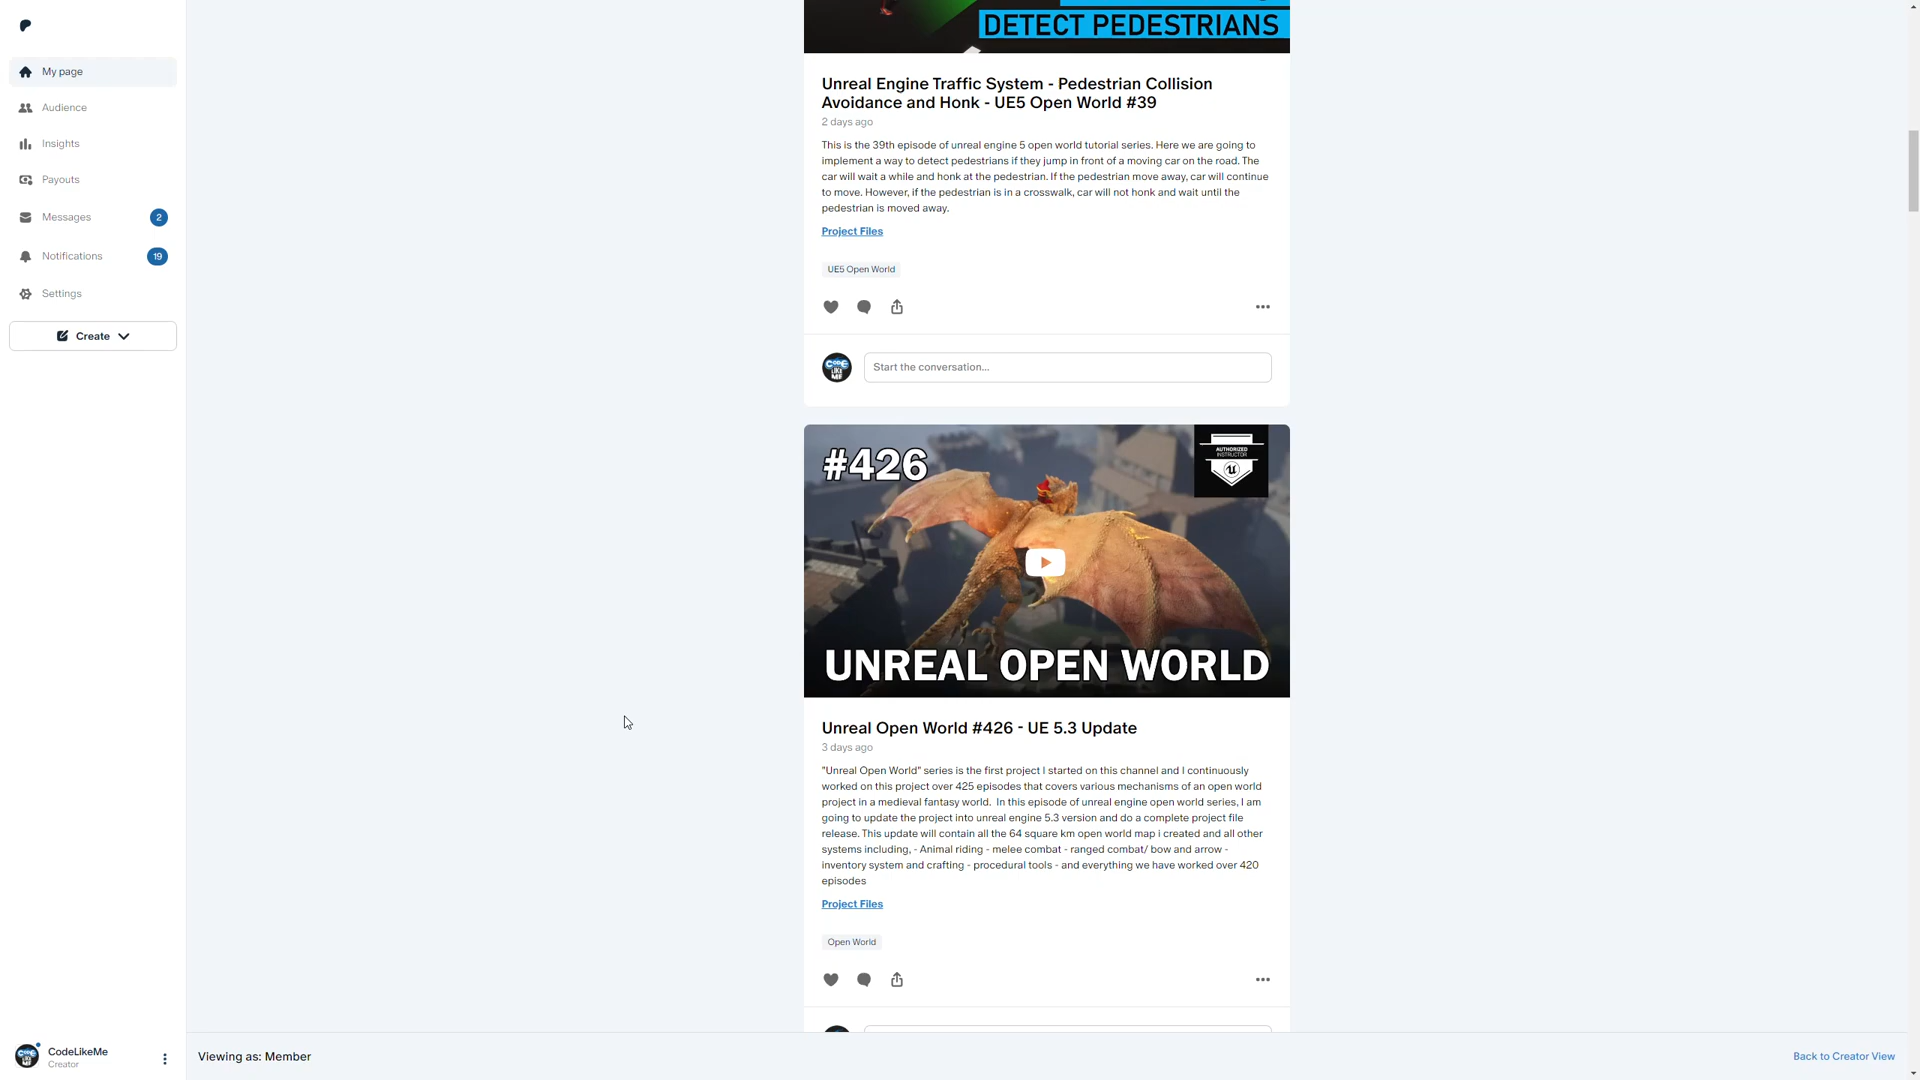 My page
Audience
Insights
Payouts
Messages 2
Notifications 19
Settings
Create
DETECT PEDESTRIANS
Unreal Engine Traffic System - Pedestrian Collision
Avoidance and Honk - UE5 Open World #39
2 days ago
This is the 39th episode of unreal engine 5 open world tutorial series. Here we are going to
implement a way to detect pedestrians if they jump in front of a moving car on the road. The
car will wait a while and honk at the pedestrian. If the pedestrian move away, car will continue
to move. However, if the pedestrian is in a crosswalk, car will not honk and wait until the
pedestrian is moved away.
Project Files
UE5 Open World
CODE
LIKE
ME
Start the conversation...
#426
AUTHORIZED
INSTRUCTOR
UNREAL OPEN WORLD
Unreal Open World #426 - UE 5.3 Update
3 days ago
"Unreal Open World" series is the first project I started on this channel and I continuously
worked on this project over 425 episodes that covers various mechanisms of an open world
project in a medieval fantasy world.  In this episode of unreal engine open world series, I am
going to update the project into unreal engine 5.3 version and do a complete project file
release. This update will contain all the 64 square km open world map i created and all other
systems including, - Animal riding - melee combat - ranged combat/ bow and arrow -
inventory system and crafting - procedural tools - and everything we have worked over 420
episodes
Project Files
Open World
CodeLikeMe
Creator
Viewing as: Member
Back to Creator View